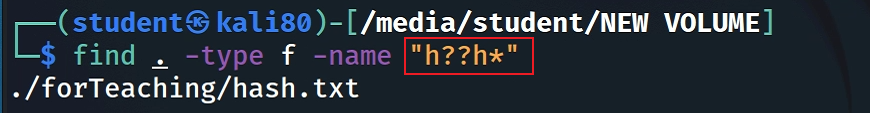 (student㉿kali80)-[/media/student/NEW VOLUME]
$ find . -type f -name "h??h*"
./forTeaching/hash.txt